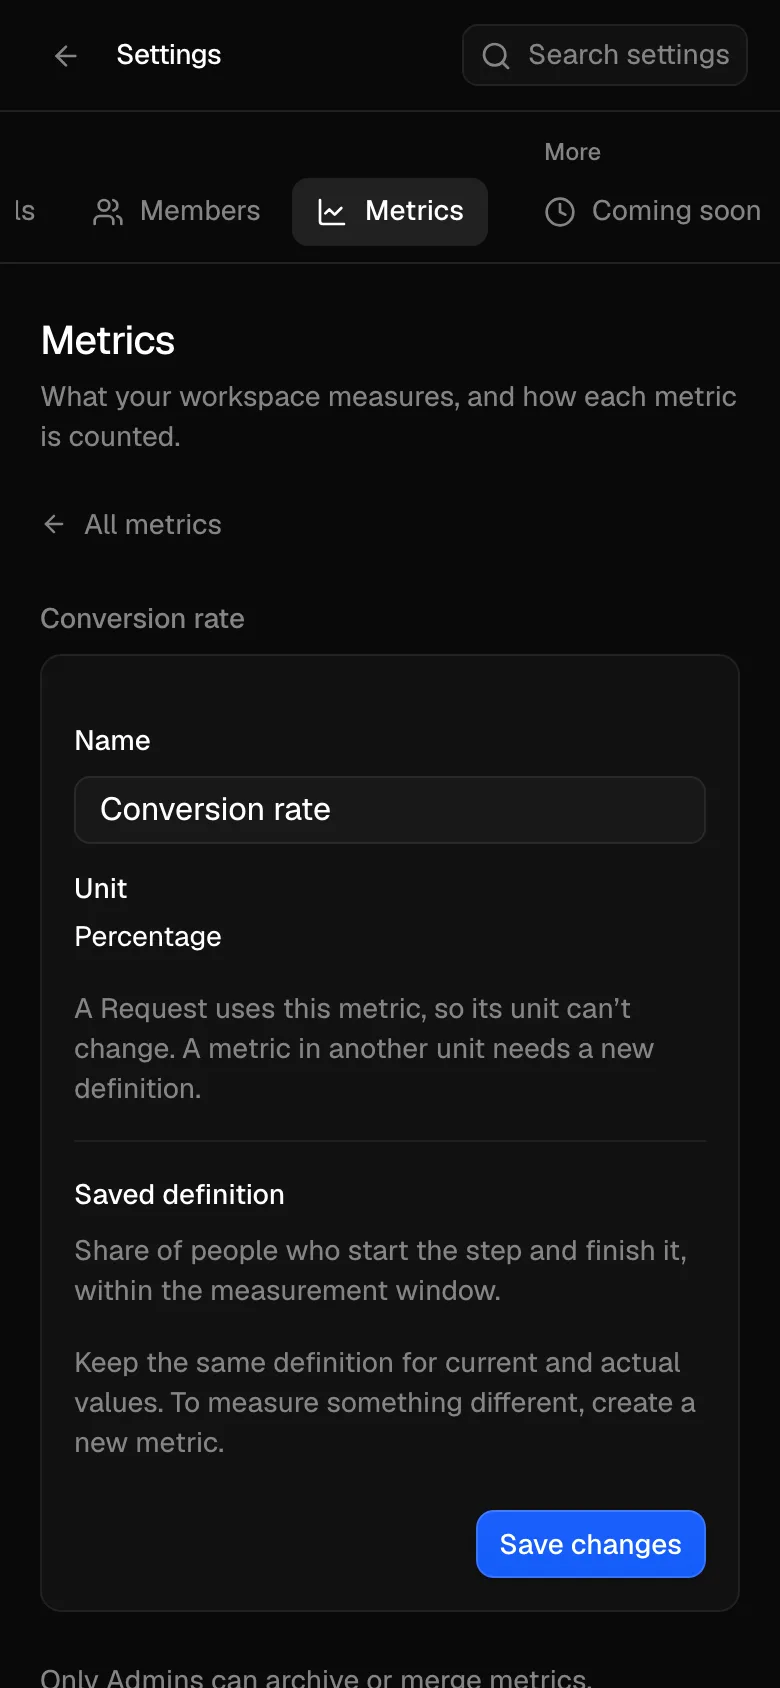 Settings
Search settings
More
ls
Members
Metrics
Coming soon
Metrics
What your workspace measures, and how each metric
is counted.
All metrics
Conversion rate
Name
Conversion rate
Unit
Percentage
A Request uses this metric, so its unit can’t
change. A metric in another unit needs a new
definition.
Saved definition
Share of people who start the step and finish it,
within the measurement window.
Keep the same definition for current and actual
values. To measure something different, create a
new metric.
Save changes
Only Admins can archive or merge metrics.